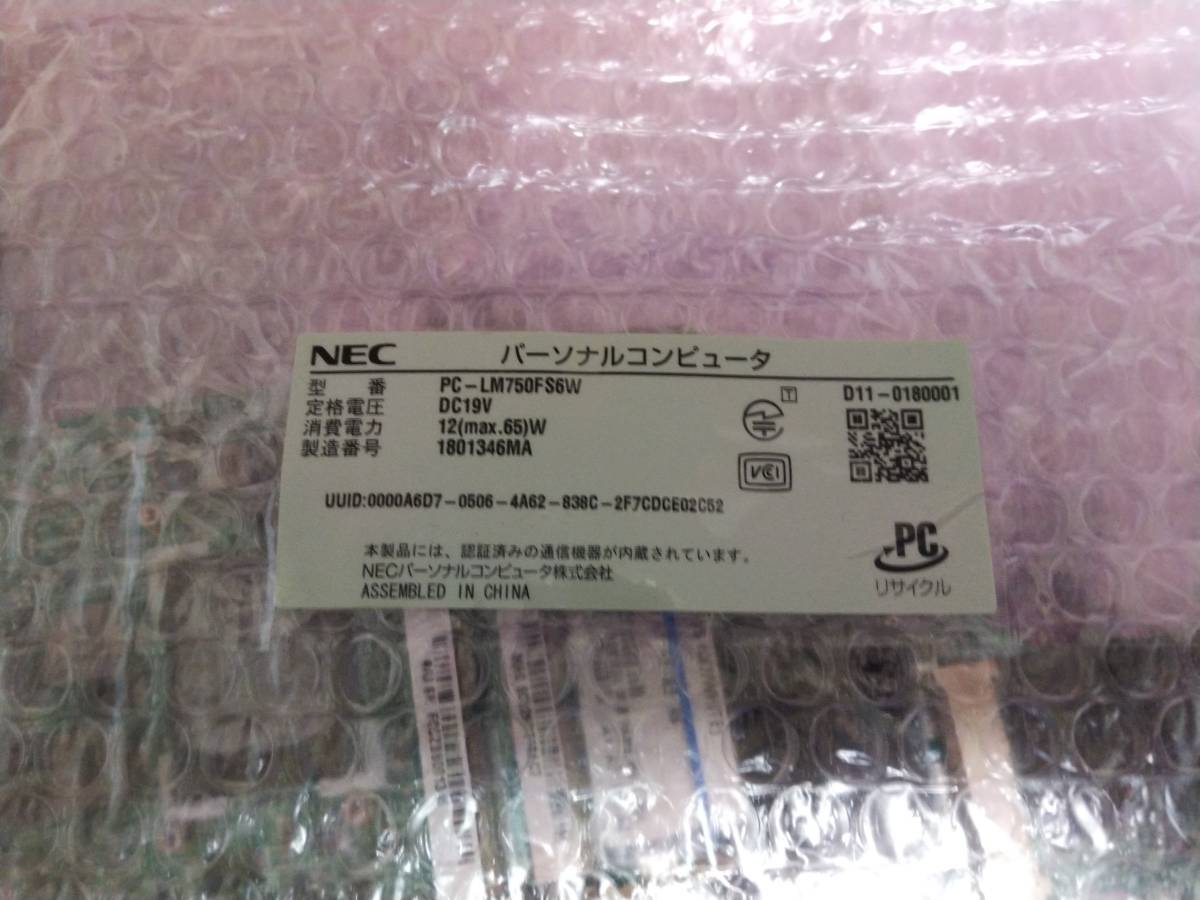 NEC パーソナルコンピュータ
型 番 PC-LM750FS6W
定格電圧 DC19V
消費電力 12(max.65)W
製造番号 1801346MA
T
D11-0180001
VCI
UUID:0000A6D7-0506-4A62-838C-2F7CDCE02C52
本製品には、認証済みの通信機器が内蔵されています。
NECパーソナルコンピュータ株式会社
ASSEMBLED IN CHINA
PC
リサイクル